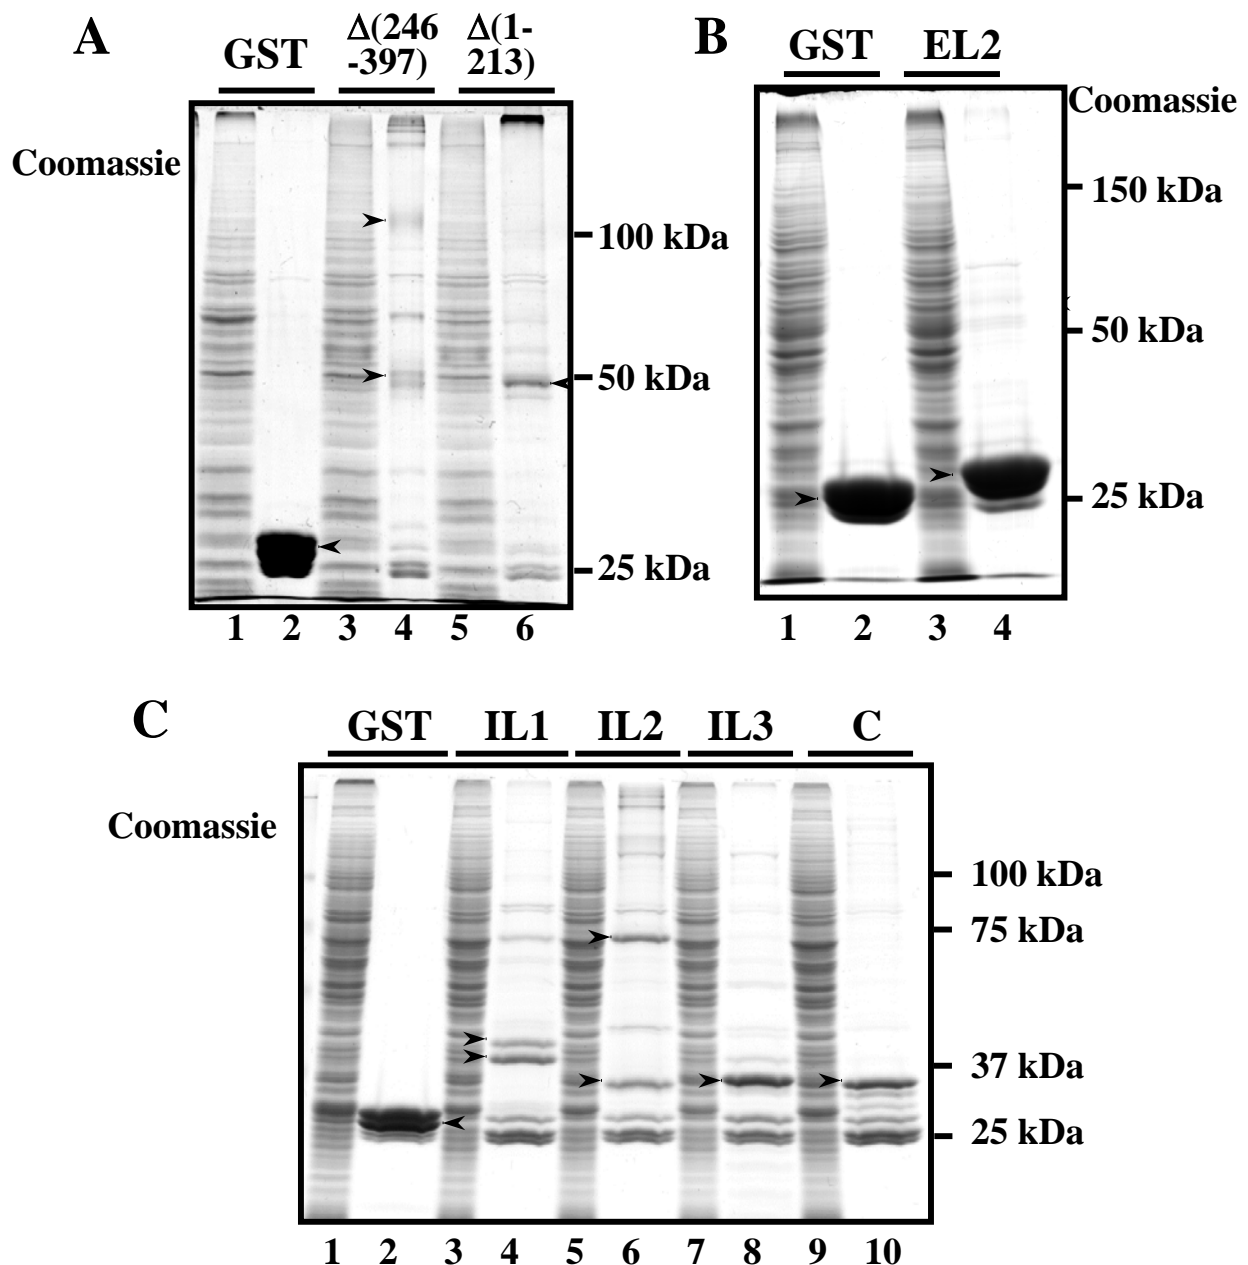 A
GST
Δ(246
-397)
Δ(1-
213)
Coomassie
100 kDa
50 kDa
25 kDa
1 2 3 4 5 6
B
GST EL2
Coomassie
150 kDa
50 kDa
25 kDa
1 2 3 4
C
GST IL1 IL2 IL3 C
Coomassie
100 kDa
75 kDa
37 kDa
25 kDa
1 2 3 4 5 6 7 8 9 10